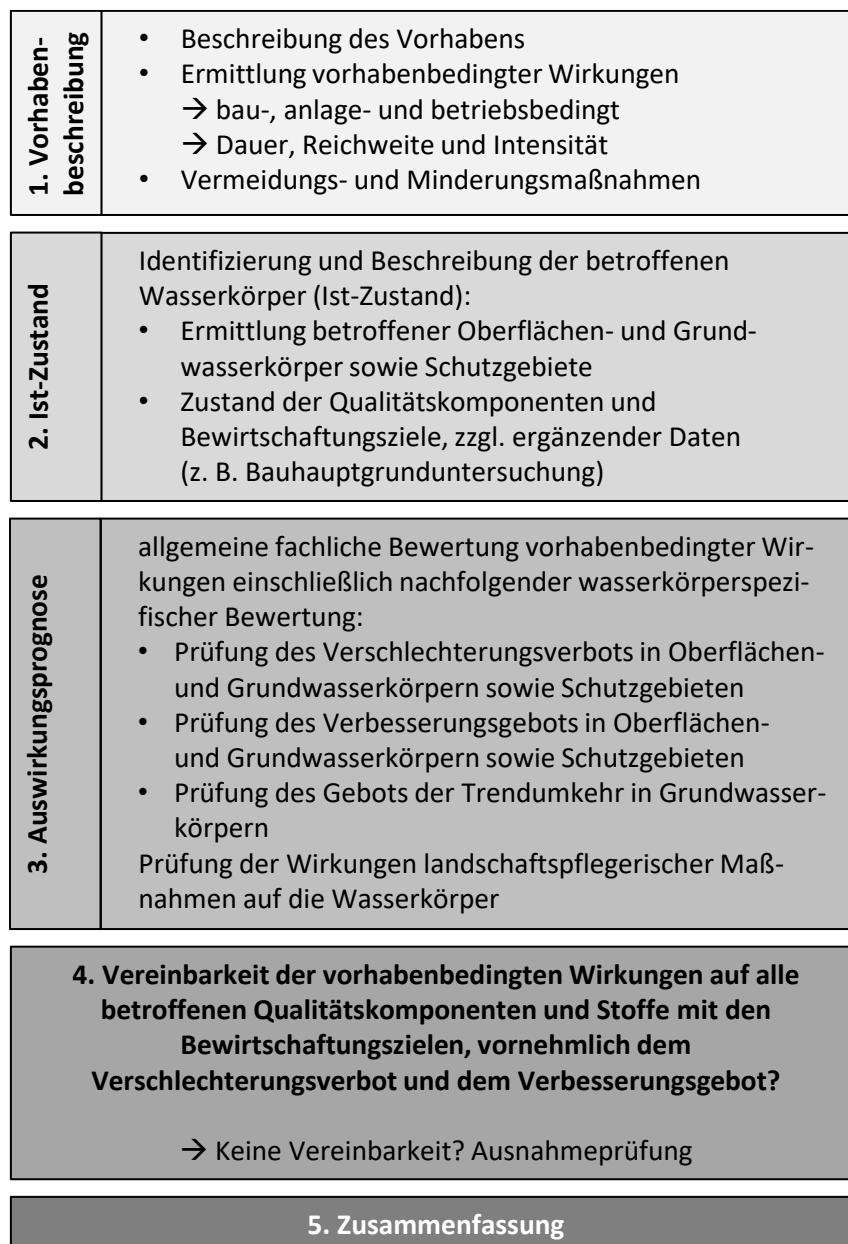 1. Vorhaben-
beschreibung
• Beschreibung des Vorhabens
• Ermittlung vorhabenbedingter Wirkungen
→ bau-, anlage- und betriebsbedingt
→ Dauer, Reichweite und Intensität
• Vermeidungs- und Minderungsmaßnahmen
2. Ist-Zustand
Identifizierung und Beschreibung der betroffenen
Wasserkörper (Ist-Zustand):
• Ermittlung betroffener Oberflächen- und Grund-
wasserkörper sowie Schutzgebiete
• Zustand der Qualitätskomponenten und
Bewirtschaftungsziele, zzgl. ergänzender Daten
(z. B. Bauhauptgrunduntersuchung)
3. Auswirkungsprognose
allgemeine fachliche Bewertung vorhabenbedingter Wir-
kungen einschließlich nachfolgender wasserkörperspezi-
fischer Bewertung:
• Prüfung des Verschlechterungsverbots in Oberflächen-
und Grundwasserkörpern sowie Schutzgebieten
• Prüfung des Verbesserungsgebots in Oberflächen-
und Grundwasserkörpern sowie Schutzgebieten
• Prüfung des Gebots der Trendumkehr in Grundwasser-
körpern
Prüfung der Wirkungen landschaftspflegerischer Maß-
nahmen auf die Wasserkörper
4. Vereinbarkeit der vorhabenbedingten Wirkungen auf alle
betroffenen Qualitätskomponenten und Stoffe mit den
Bewirtschaftungszielen, vornehmlich dem
Verschlechterungsverbot und dem Verbesserungsgebot?
→ Keine Vereinbarkeit? Ausnahmeprüfung
5. Zusammenfassung